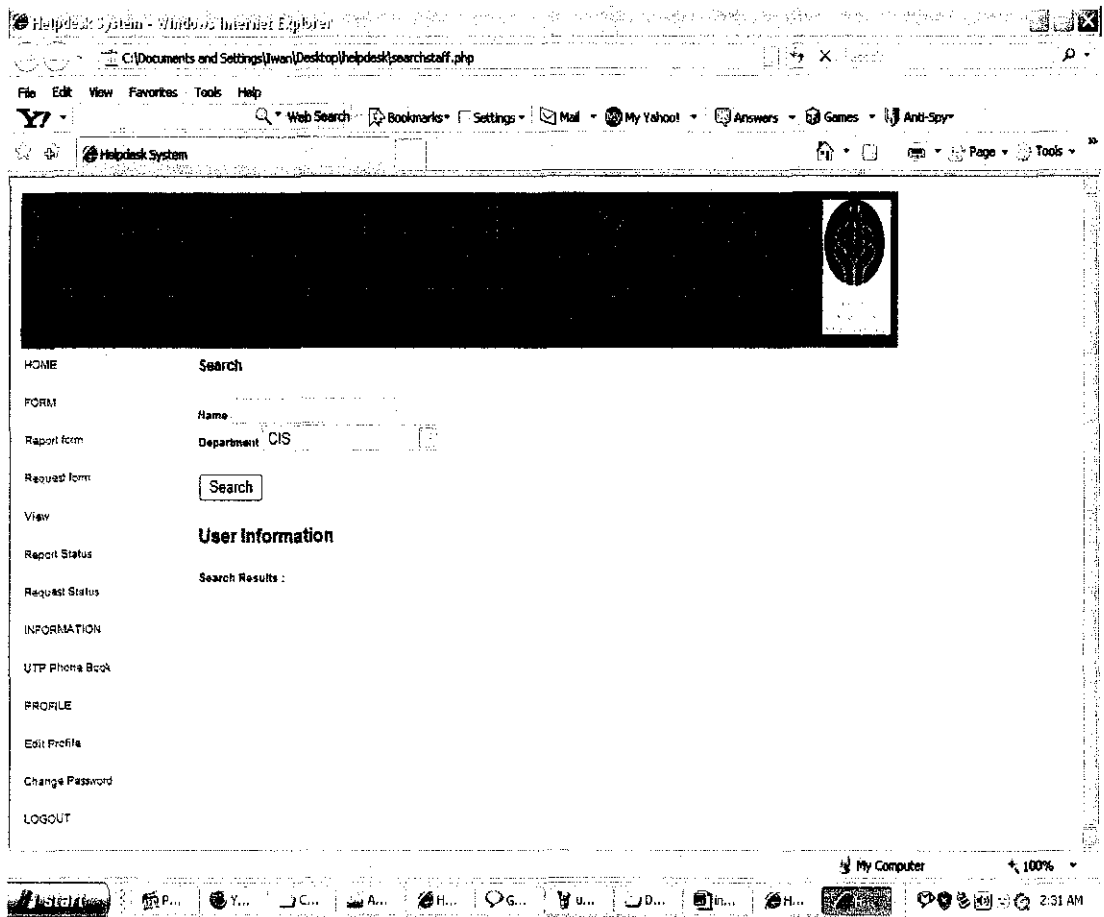 Helpdesk System - Windows Internet Explorer
C:\Documents and Settings\Iwan\Desktop\helpdesk\searchstaff.php
File Edit View Favorites Tools Help
Y! Web Search Bookmarks Settings Mail My Yahoo! Answers Games Anti-Spy
Helpdesk System
Page Tools
HOME
FORM
Report form
Request form
View
Report Status
Request Status
INFORMATION
UTP Phone Book
PROFILE
Edit Profile
Change Password
LOGOUT
Search
Name
Department CIS
Search
User Information
Search Results :
My Computer 100%
start P... Y... C... A... H... G... u... D... in... H... 2:31 AM